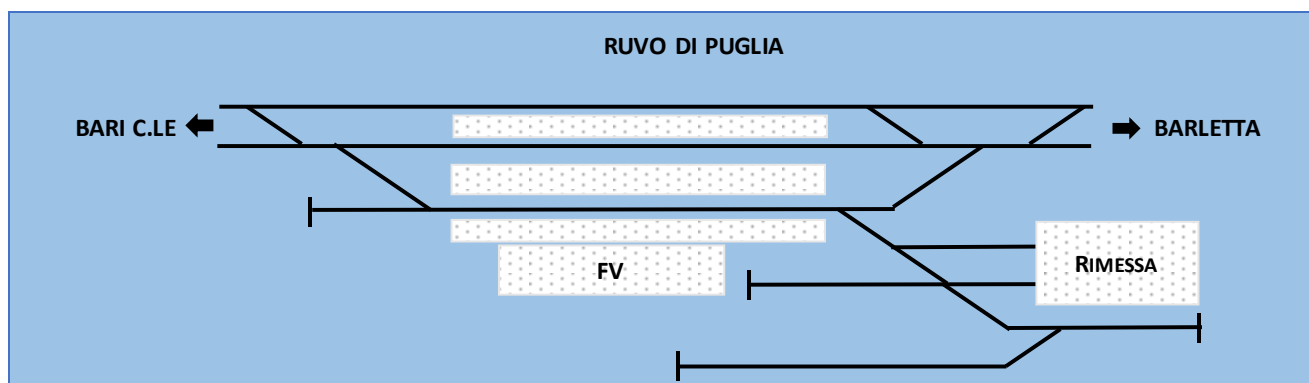 RUVO DI PUGLIA
BARI C.LE
BARLETTA
FV
RIMESSA